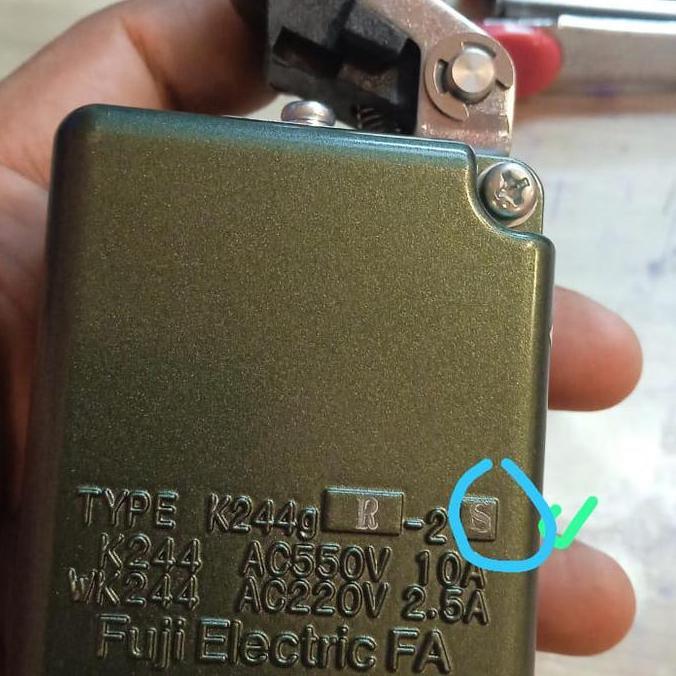 TYPE K244g R -2 S
K244 AC550V 10A
WK244 AC220V 2.5A
Fuji Electric FA